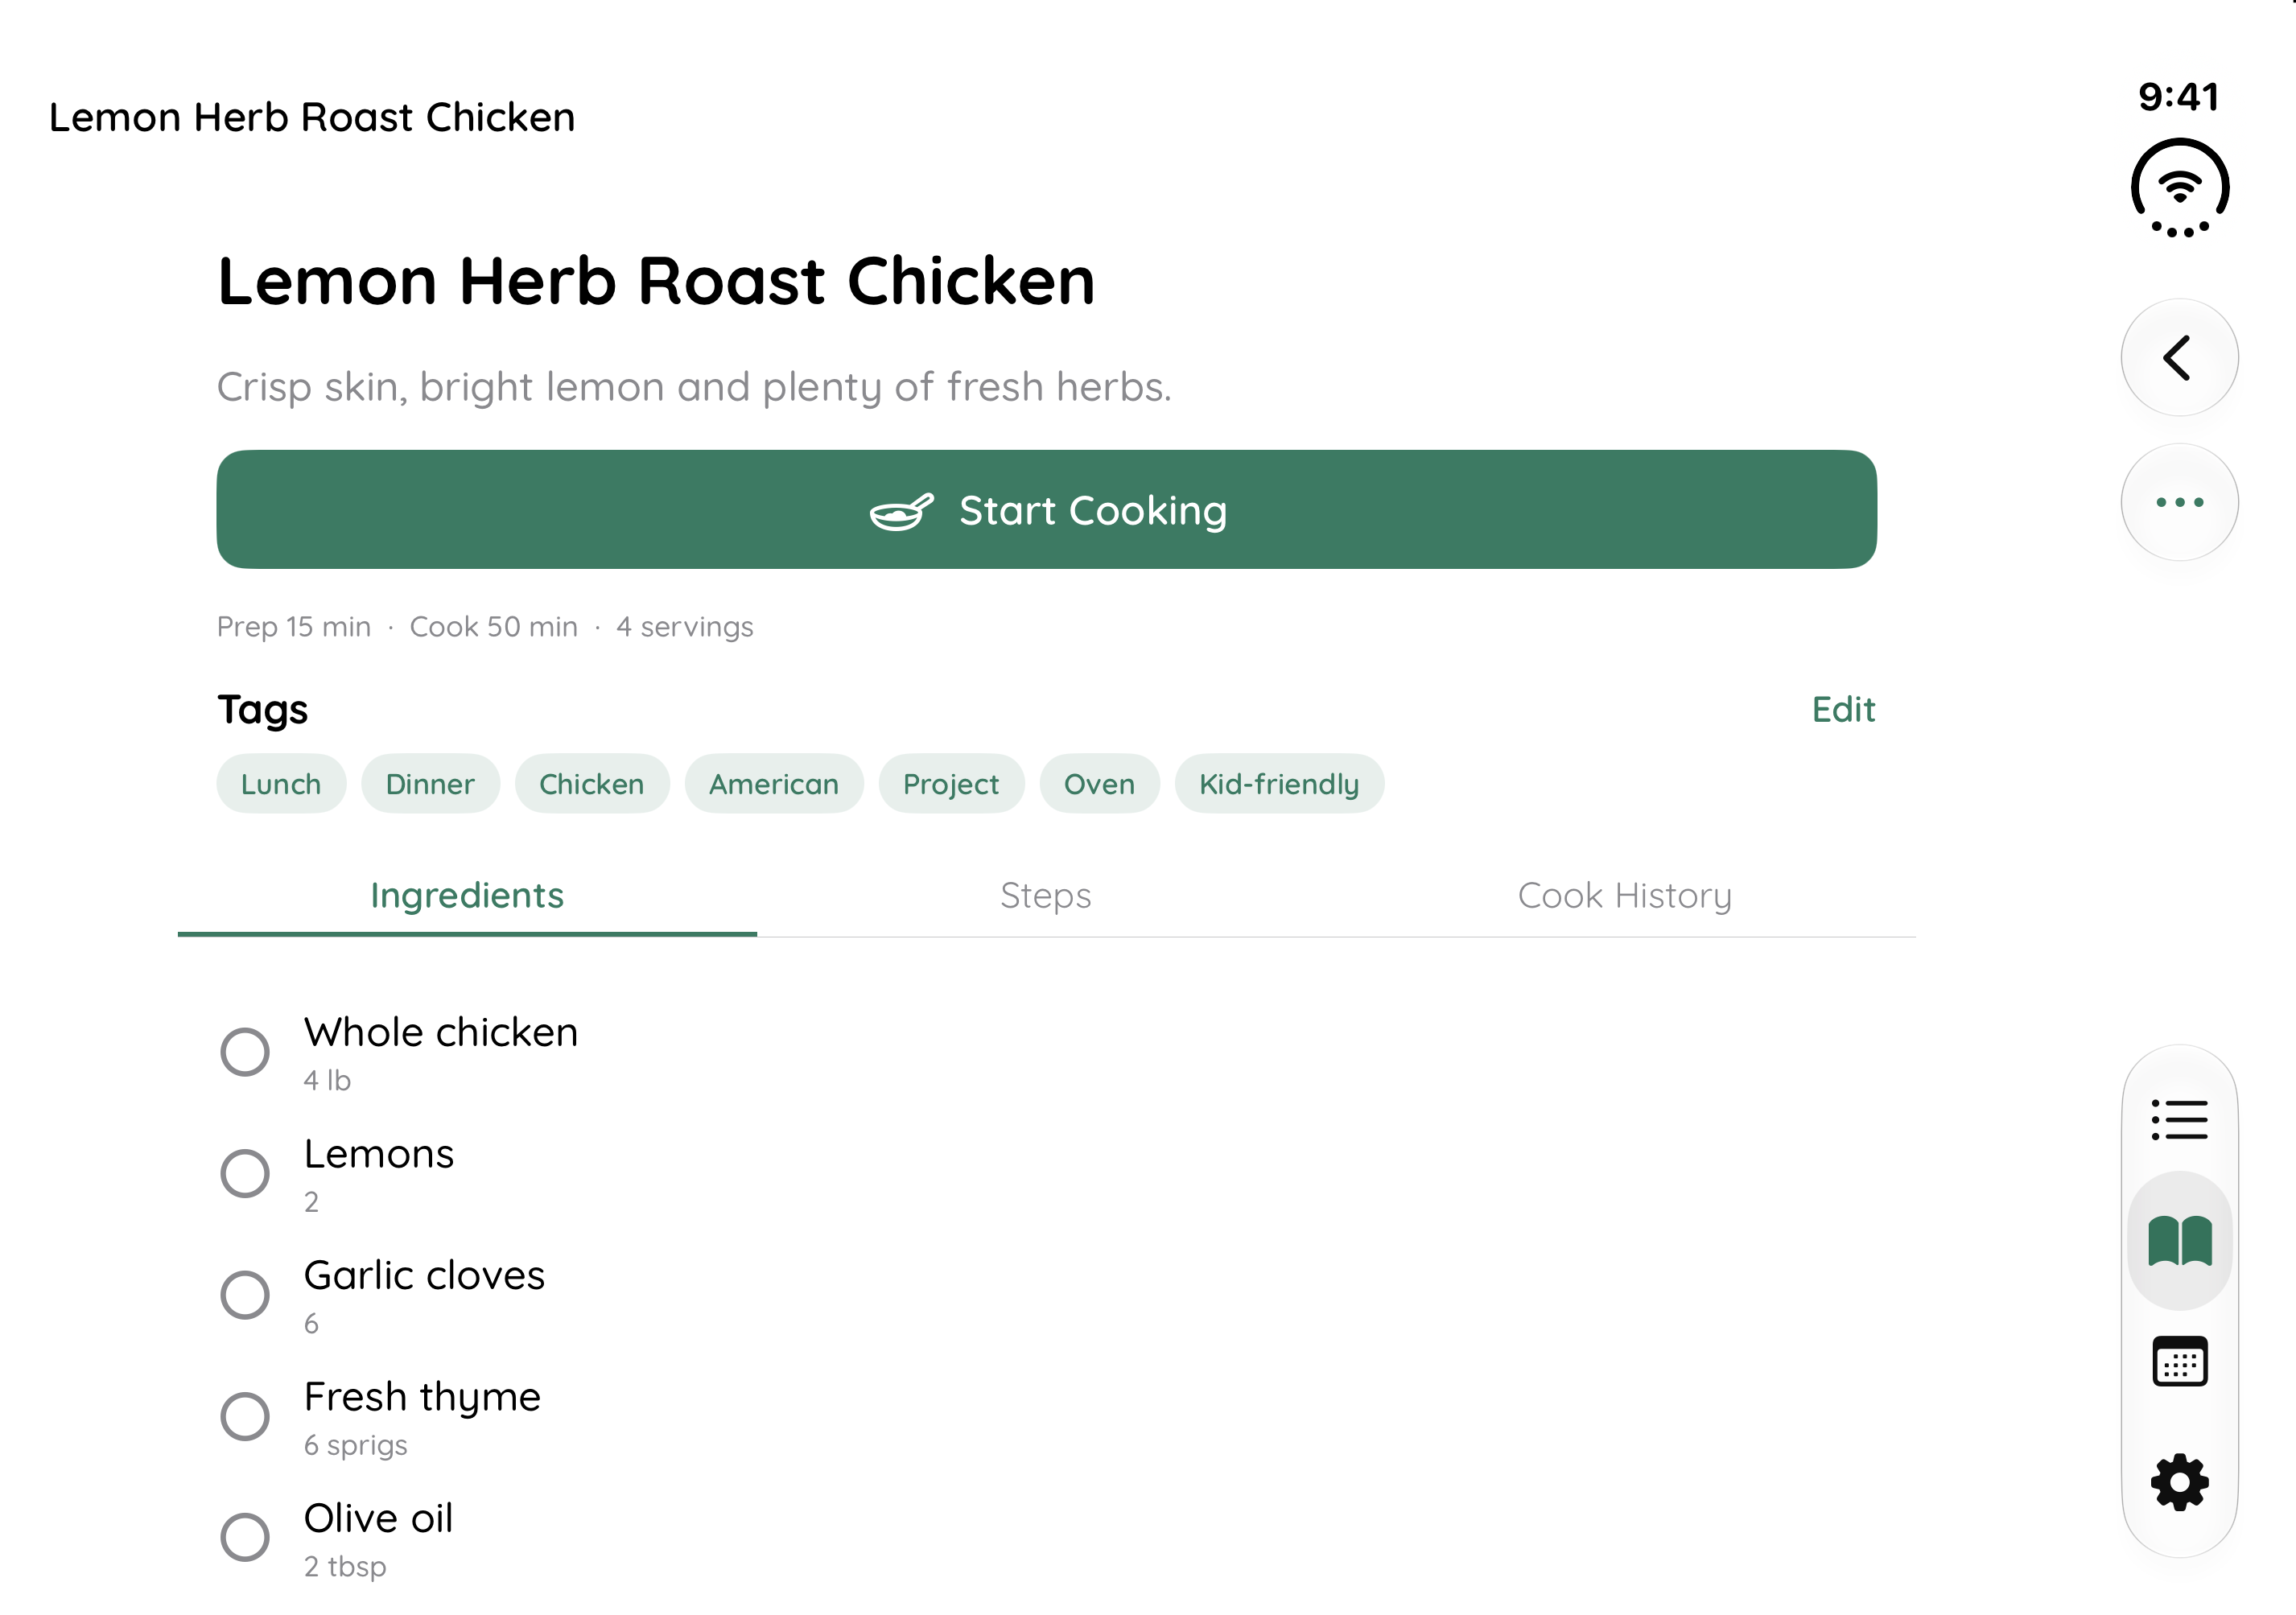 Lemon Herb Roast Chicken
9:41
Lemon Herb Roast Chicken
Crisp skin, bright lemon and plenty of fresh herbs.
Start Cooking
Prep 15 min · Cook 50 min · 4 servings
Tags
Edit
Lunch Dinner Chicken American Project Oven Kid-friendly
Ingredients Steps Cook History
Whole chicken
4 lb
Lemons
2
Garlic cloves
6
Fresh thyme
6 sprigs
Olive oil
2 tbsp